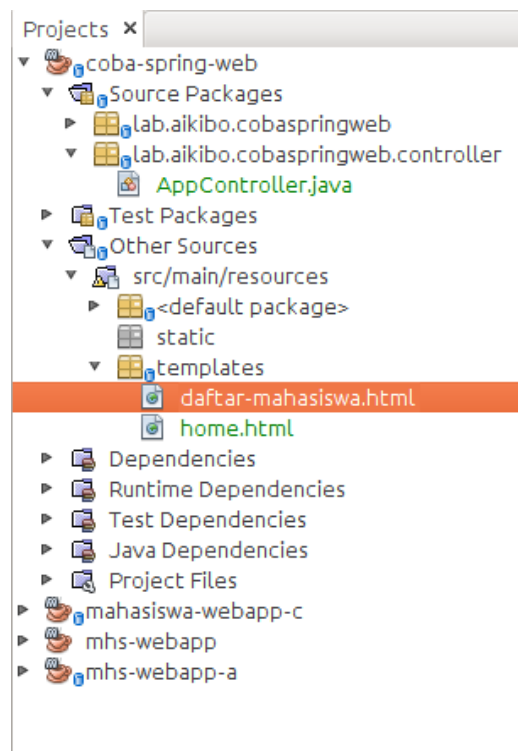 Projects
coba-spring-web
Source Packages
lab.aikibo.cobaspringweb
lab.aikibo.cobaspringweb.controller
AppController.java
Test Packages
Other Sources
src/main/resources
<default package>
static
templates
daftar-mahasiswa.html
home.html
Dependencies
Runtime Dependencies
Test Dependencies
Java Dependencies
Project Files
mahasiswa-webapp-c
mhs-webapp
mhs-webapp-a